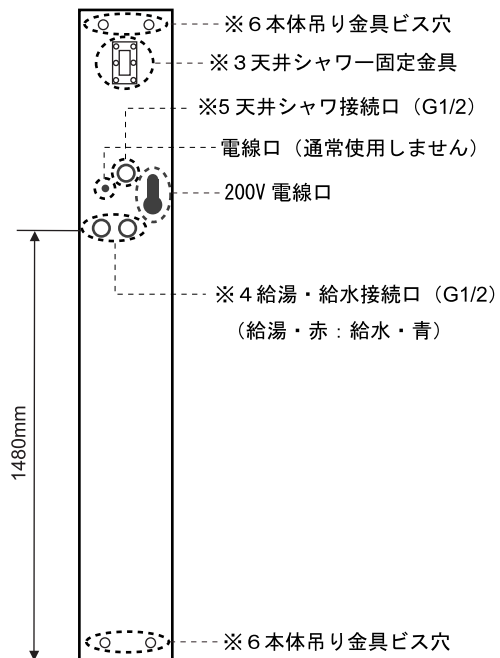 ※６本体吊り金具ビス穴
※３天井シャワー固定金具
※5 天井シャワ接続口（G1/2）
電線口（通常使用しません）
200V 電線口
※４給湯・給水接続口（G1/2）
（給湯・赤：給水・青）
1480mm
※６本体吊り金具ビス穴